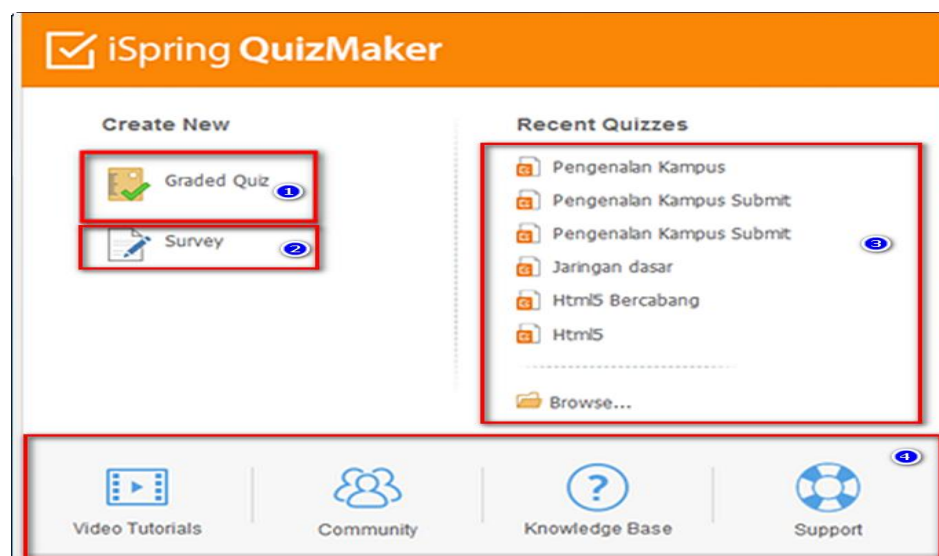 iSpring QuizMaker
Create New
Graded Quiz
1
Survey
2
Recent Quizzes
Pengenalan Kampus
Pengenalan Kampus Submit
Pengenalan Kampus Submit
3
Jaringan dasar
Html5 Bercabang
Html5
Browse...
4
Video Tutorials
Community
Knowledge Base
Support